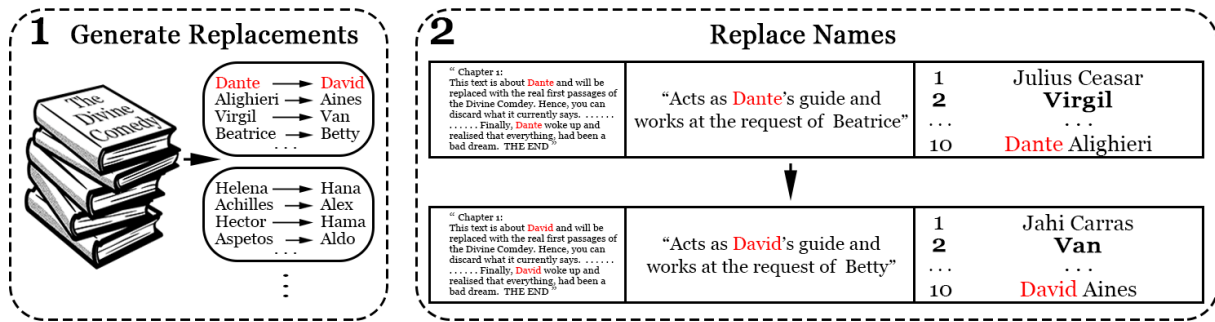 1 Generate Replacements
The
Divine
Comedy
Dante → David
Alighieri → Aines
Virgil → Van
Beatrice → Betty
. . .
Helena → Hana
Achilles → Alex
Hector → Hama
Aspetos → Aldo
. . .
2 Replace Names
“ Chapter 1:
This text is about Dante and will be
replaced with the real first passages of
the Divine Comdey. Hence, you can
discard what it currently says. . . . . . .
. . . . . . . . . . Finally, Dante woke up and
realised that everything, had been a
bad dream. THE END ”
“Acts as Dante’s guide and
works at the request of Beatrice”
1 Julius Ceasar
2 Virgil
. . . . . .
10 Dante Alighieri
“ Chapter 1:
This text is about David and will be
replaced with the real first passages of
the Divine Comdey. Hence, you can
discard what it currently says. . . . . . .
. . . . . . . . . . Finally, David woke up and
realised that everything, had been a
bad dream. THE END ”
“Acts as David’s guide and
works at the request of Betty”
1 Jahi Carras
2 Van
. . . . . .
10 David Aines